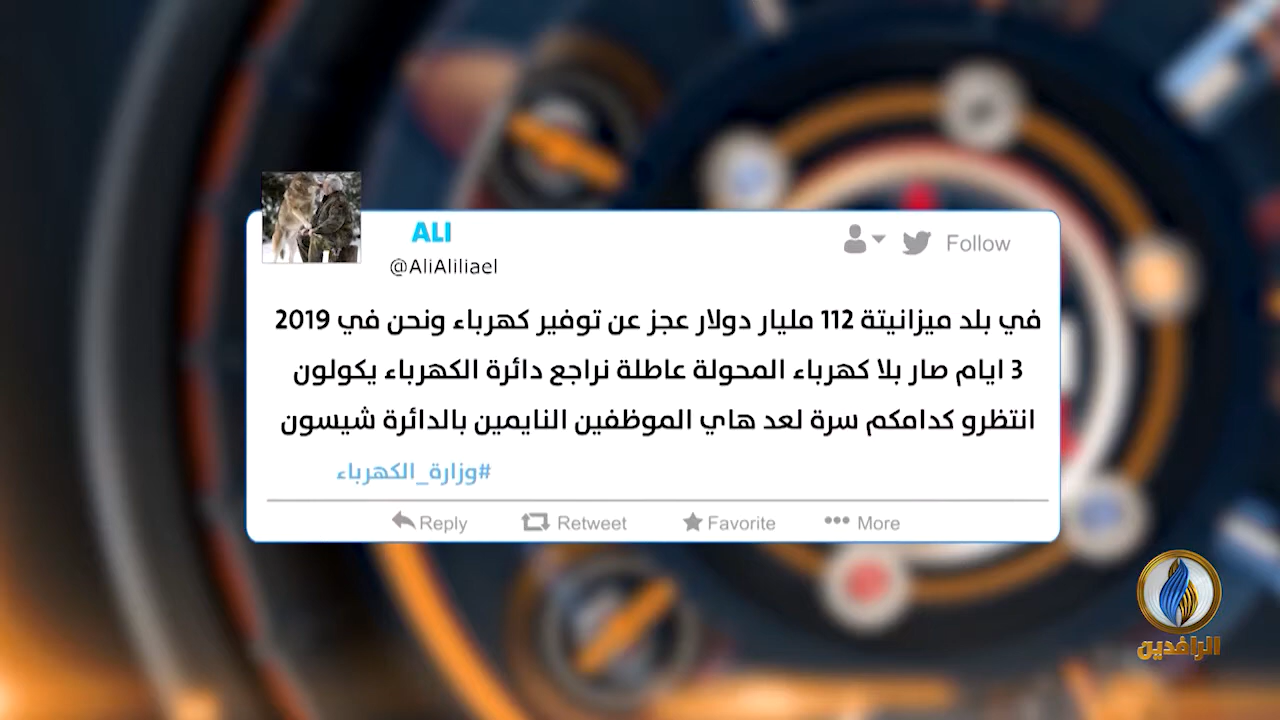 ALI
Follow
@AliAliliael
في بلد ميزانيتة 112 مليار دولار عجز عن توفير كهرباء ونحن في 2019
3 ايام صار بلا كهرباء المحولة عاطلة نراجع دائرة الكهرباء يكولون
انتظرو كدامكم سرة لعد هاي الموظفين النايمين بالدائرة شيسون
#وزارة_الكهرباء
Reply Retweet Favorite More
الرافدين